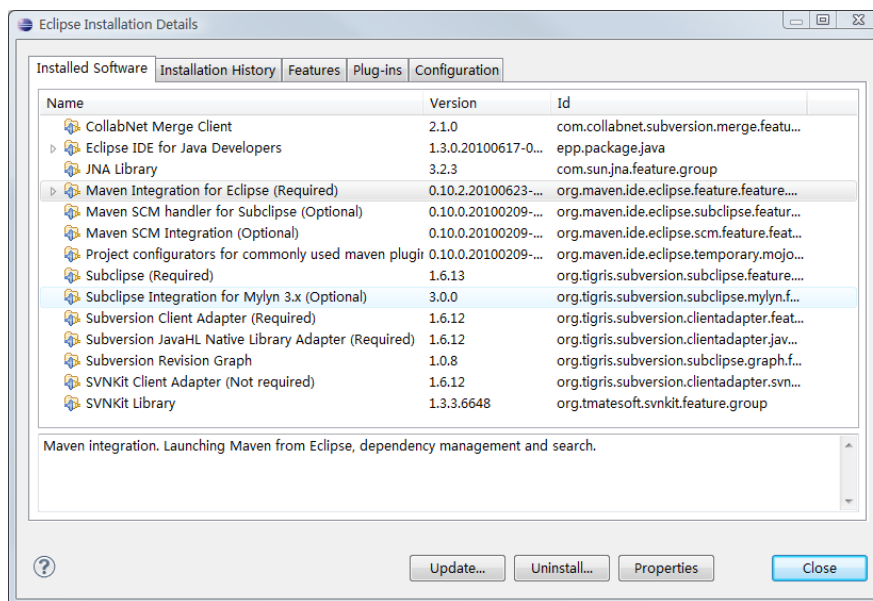 Eclipse Installation Details
Installed Software Installation History Features Plug-ins Configuration
Name Version Id
CollabNet Merge Client 2.1.0 com.collabnet.subversion.merge.featu...
Eclipse IDE for Java Developers 1.3.0.20100617-0... epp.package.java
JNA Library 3.2.3 com.sun.jna.feature.group
Maven Integration for Eclipse (Required) 0.10.2.20100623-... org.maven.ide.eclipse.feature.feature....
Maven SCM handler for Subclipse (Optional) 0.10.0.20100209-... org.maven.ide.eclipse.subclipse.featur...
Maven SCM Integration (Optional) 0.10.0.20100209-... org.maven.ide.eclipse.scm.feature.feat...
Project configurators for commonly used maven plugin 0.10.0.20100209-... org.maven.ide.eclipse.temporary.mojo...
Subclipse (Required) 1.6.13 org.tigris.subversion.subclipse.feature....
Subclipse Integration for Mylyn 3.x (Optional) 3.0.0 org.tigris.subversion.subclipse.mylyn.f...
Subversion Client Adapter (Required) 1.6.12 org.tigris.subversion.clientadapter.feat...
Subversion JavaHL Native Library Adapter (Required) 1.6.12 org.tigris.subversion.clientadapter.jav...
Subversion Revision Graph 1.0.8 org.tigris.subversion.subclipse.graph.f...
SVNKit Client Adapter (Not required) 1.6.12 org.tigris.subversion.clientadapter.svn...
SVNKit Library 1.3.3.6648 org.tmatesoft.svnkit.feature.group
Maven integration. Launching Maven from Eclipse, dependency management and search.
? Update... Uninstall... Properties Close